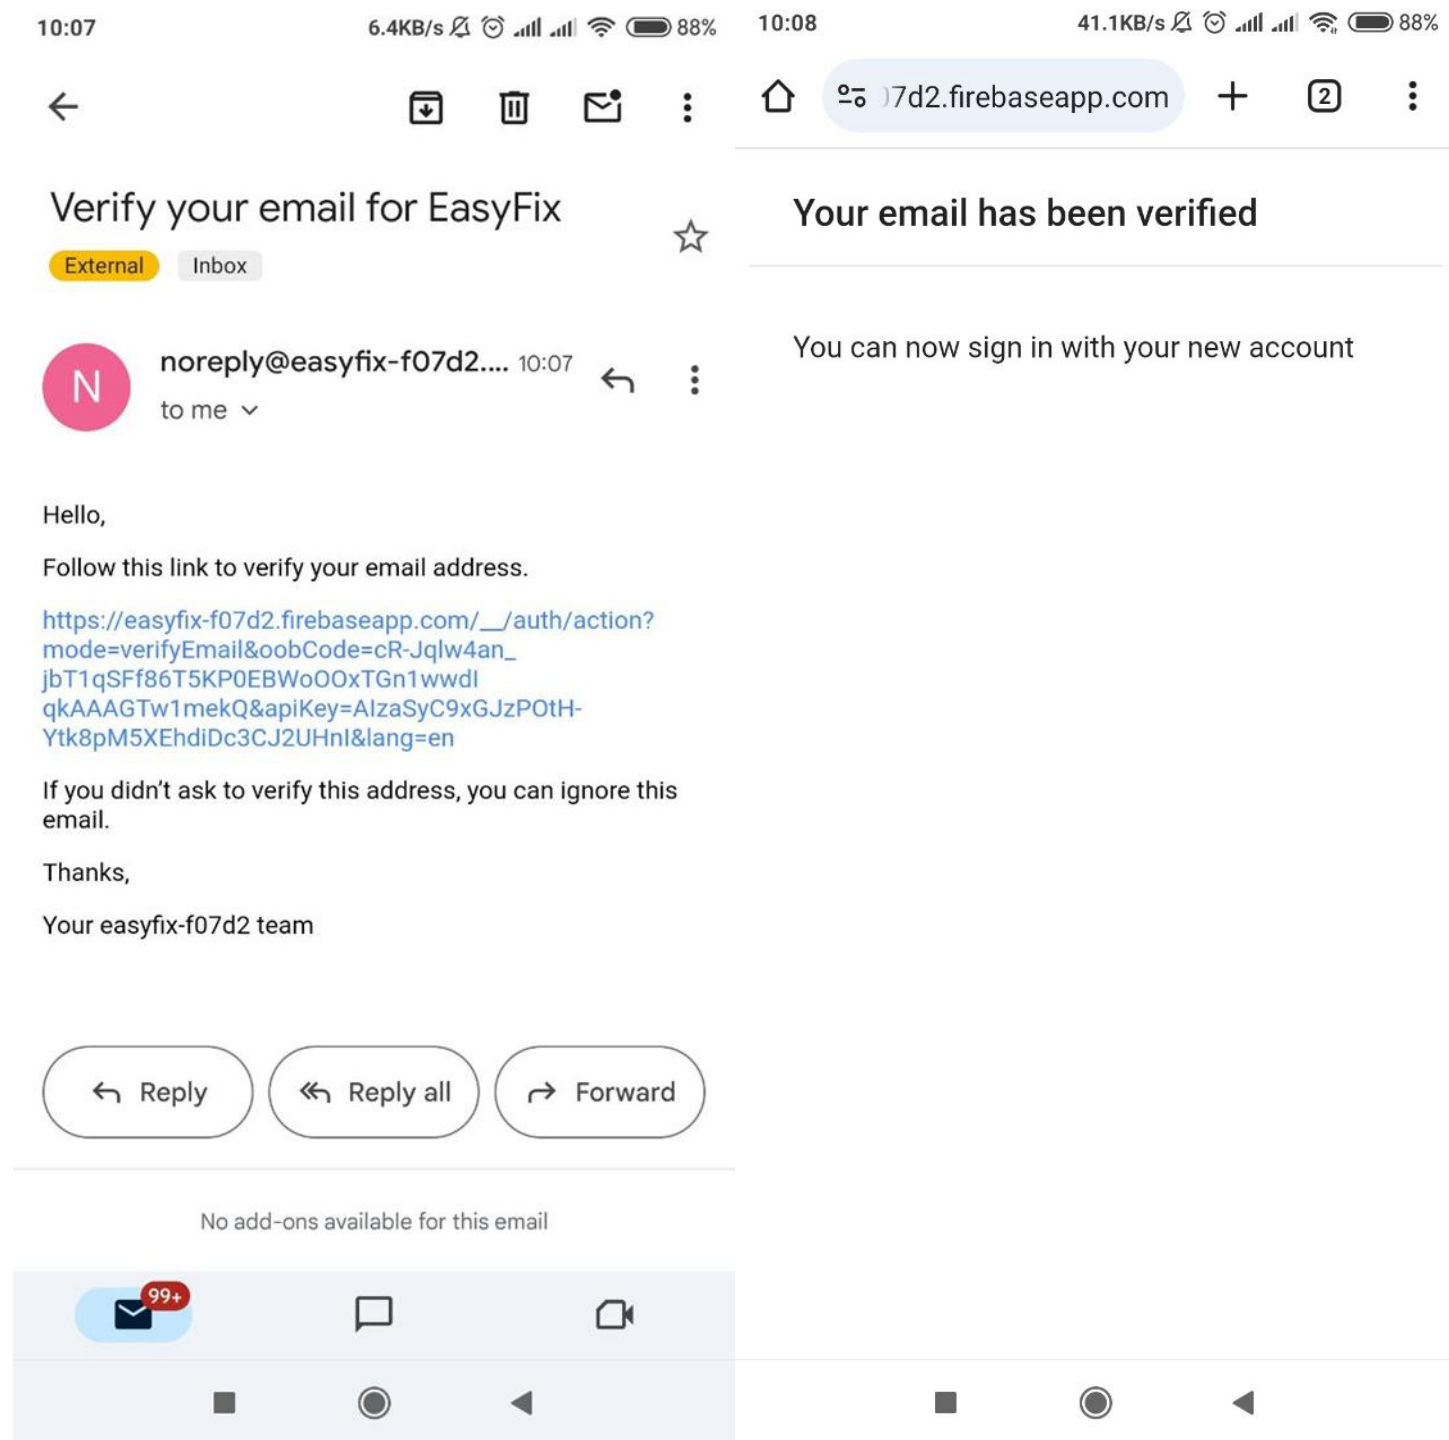 10:07
6.4KB/s
88%
Verify your email for EasyFix
External
Inbox
N
noreply@easyfix-f07d2.... 10:07
to me
Hello,
Follow this link to verify your email address.
https://easyfix-f07d2.firebaseapp.com/__/auth/action?
mode=verifyEmail&oobCode=cR-Jqlw4an_
jbT1qSFf86T5KP0EBWoOOxTGn1wwdI
qkAAAGTw1mekQ&apiKey=AIzaSyC9xGJzPOtH-
Ytk8pM5XEhdiDc3CJ2UHnI&lang=en
If you didn't ask to verify this address, you can ignore this
email.
Thanks,
Your easyfix-f07d2 team
Reply
Reply all
Forward
No add-ons available for this email
99+
10:08
41.1KB/s
88%
7d2.firebaseapp.com
2
Your email has been verified
You can now sign in with your new account